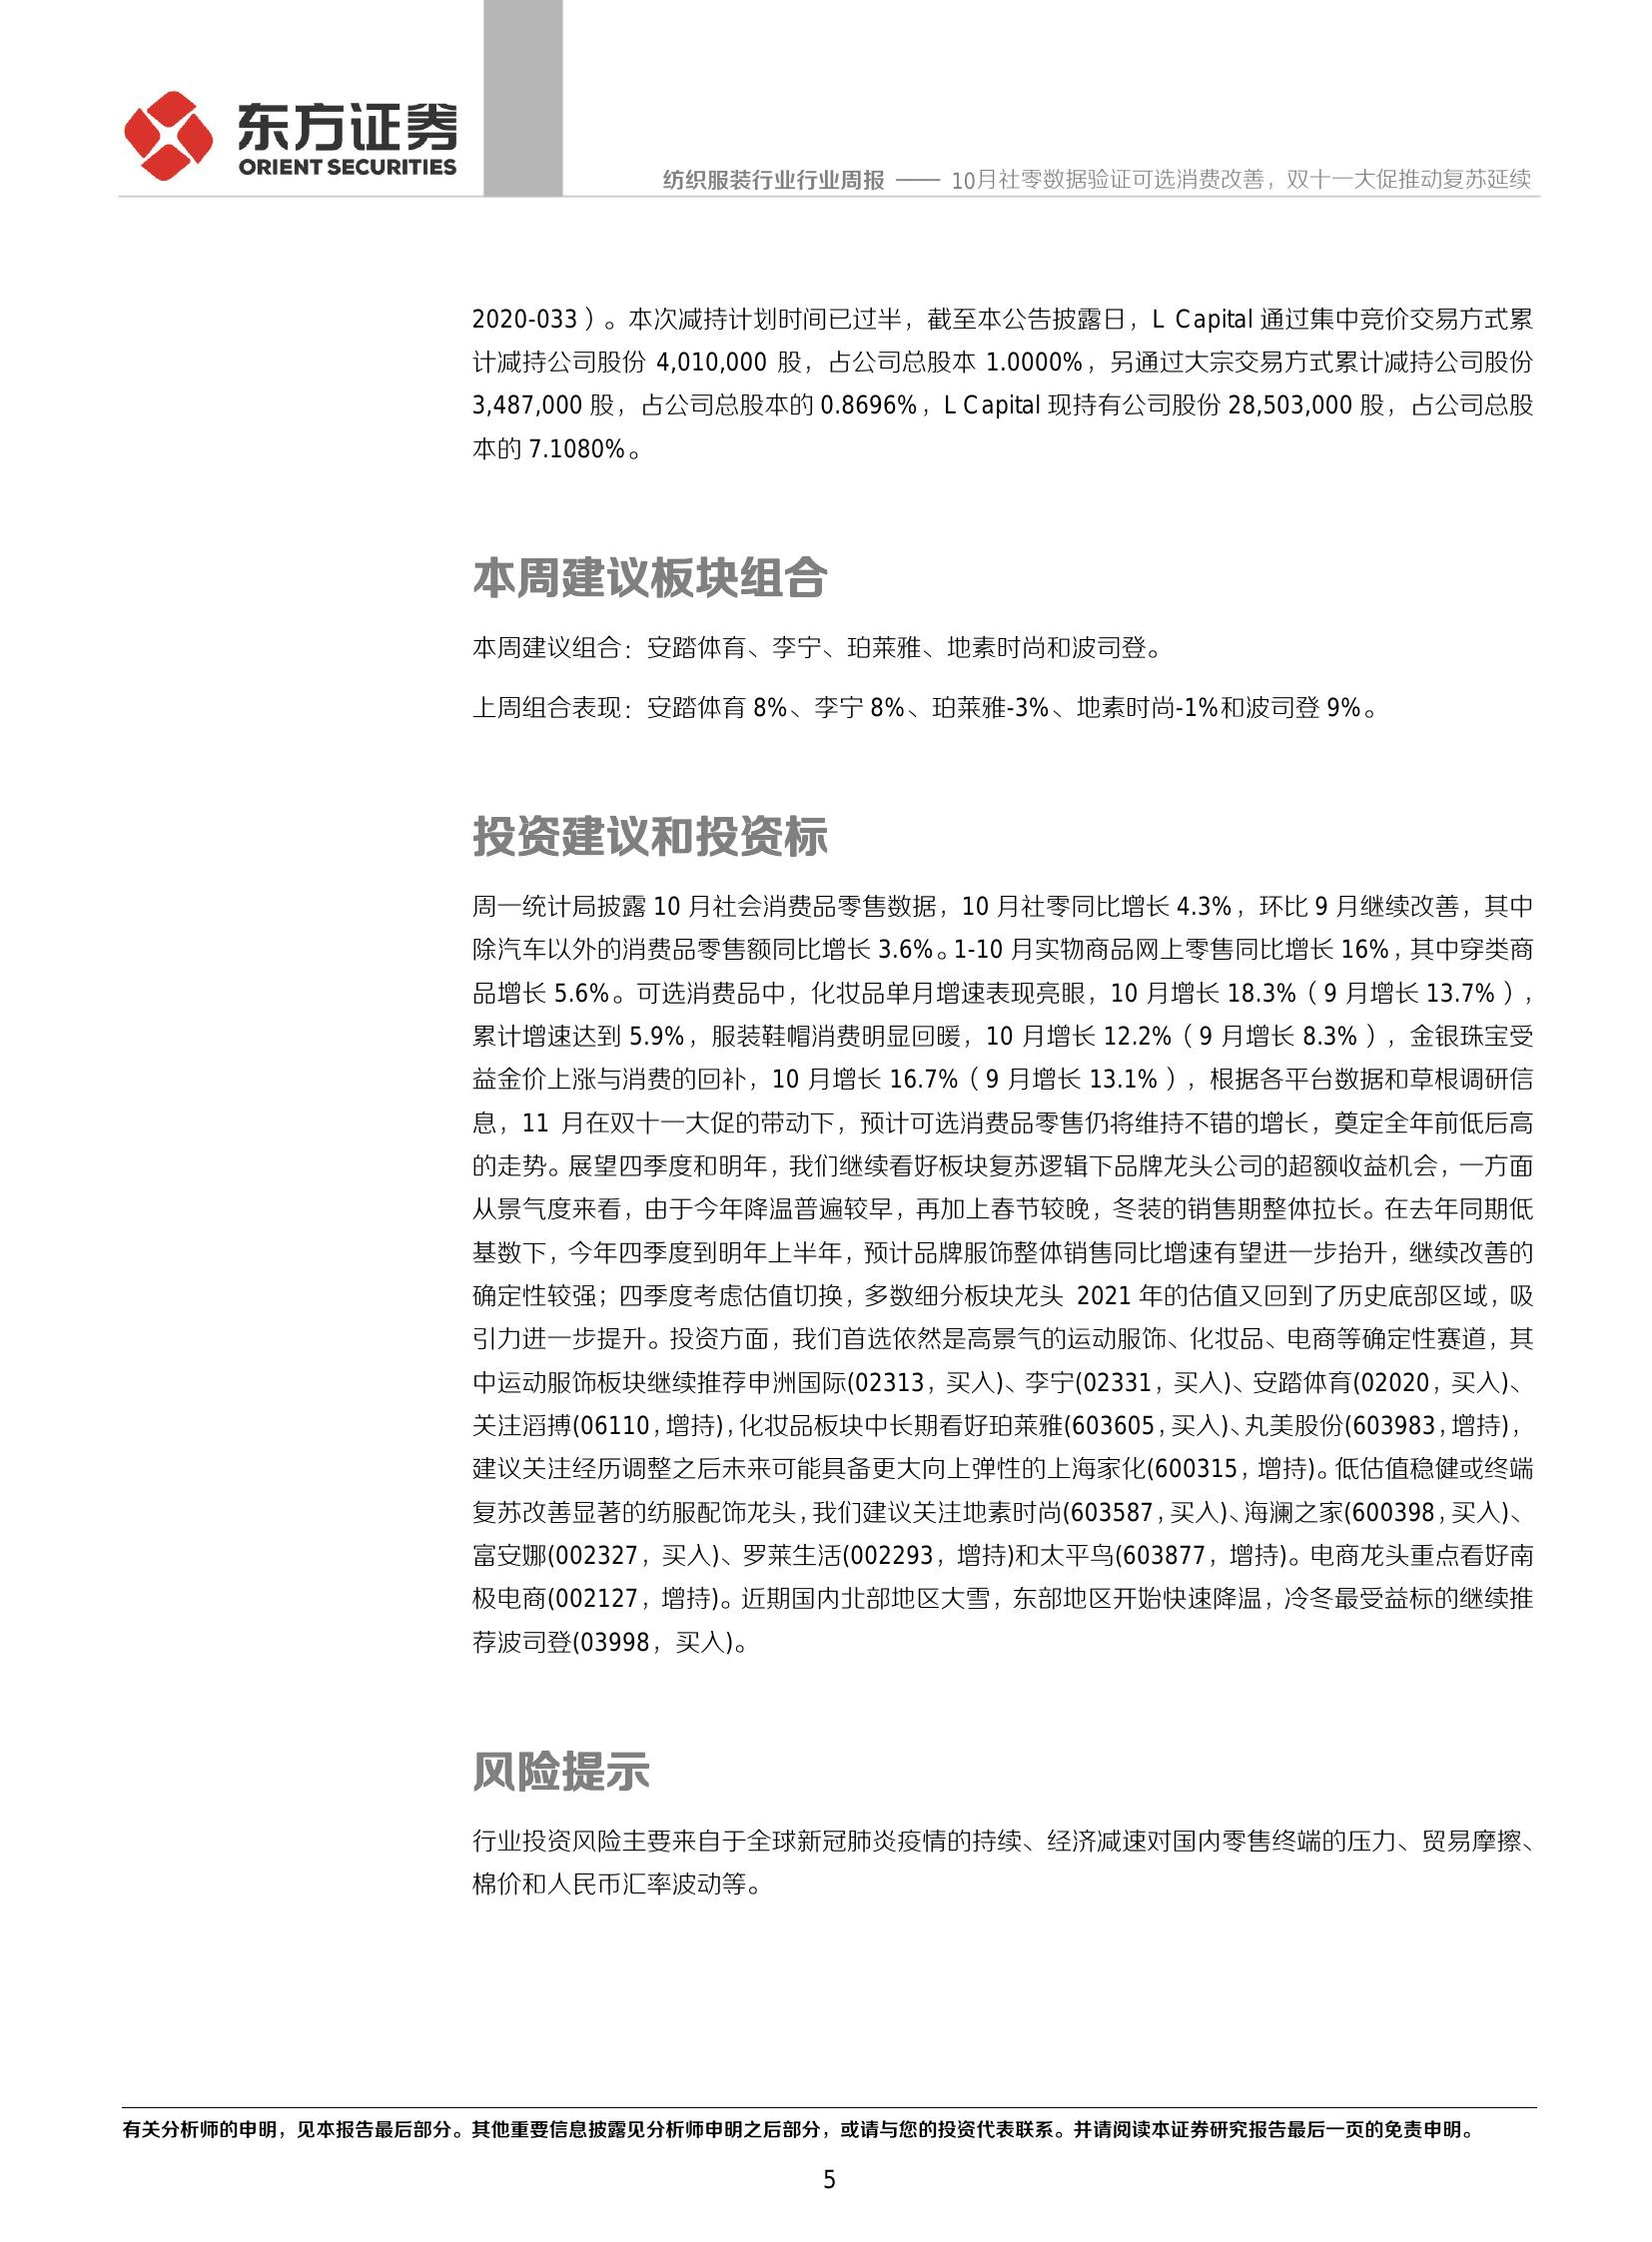 东方证券
ORIENT SECURITIES
纺织服装行业行业周报 —— 10月社零数据验证可选消费改善，双十一大促推动复苏延续
2020-033）。本次减持计划时间已过半，截至本公告披露日，L Capital 通过集中竞价交易方式累
计减持公司股份 4,010,000 股，占公司总股本 1.0000%，另通过大宗交易方式累计减持公司股份
3,487,000 股，占公司总股本的 0.8696%，L Capital 现持有公司股份 28,503,000 股，占公司总股
本的 7.1080%。
本周建议板块组合
本周建议组合：安踏体育、李宁、珀莱雅、地素时尚和波司登。
上周组合表现：安踏体育 8%、李宁 8%、珀莱雅-3%、地素时尚-1%和波司登 9%。
投资建议和投资标
周一统计局披露 10 月社会消费品零售数据，10 月社零同比增长 4.3%，环比 9 月继续改善，其中
除汽车以外的消费品零售额同比增长 3.6%。1-10 月实物商品网上零售同比增长 16%，其中穿类商
品增长 5.6%。可选消费品中，化妆品单月增速表现亮眼，10 月增长 18.3%（9 月增长 13.7%），
累计增速达到 5.9%，服装鞋帽消费明显回暖，10 月增长 12.2%（9 月增长 8.3%），金银珠宝受
益金价上涨与消费的回补，10 月增长 16.7%（9 月增长 13.1%），根据各平台数据和草根调研信
息，11 月在双十一大促的带动下，预计可选消费品零售仍将维持不错的增长，奠定全年前低后高
的走势。展望四季度和明年，我们继续看好板块复苏逻辑下品牌龙头公司的超额收益机会，一方面
从景气度来看，由于今年降温普遍较早，再加上春节较晚，冬装的销售期整体拉长。在去年同期低
基数下，今年四季度到明年上半年，预计品牌服饰整体销售同比增速有望进一步抬升，继续改善的
确定性较强；四季度考虑估值切换，多数细分板块龙头 2021 年的估值又回到了历史底部区域，吸
引力进一步提升。投资方面，我们首选依然是高景气的运动服饰、化妆品、电商等确定性赛道，其
中运动服饰板块继续推荐申洲国际(02313，买入)、李宁(02331，买入)、安踏体育(02020，买入)、
关注滔搏(06110，增持)，化妆品板块中长期看好珀莱雅(603605，买入)、丸美股份(603983，增持)，
建议关注经历调整之后未来可能具备更大向上弹性的上海家化(600315，增持)。低估值稳健或终端
复苏改善显著的纺服配饰龙头，我们建议关注地素时尚(603587，买入)、海澜之家(600398，买入)、
富安娜(002327，买入)、罗莱生活(002293，增持)和太平鸟(603877，增持)。电商龙头重点看好南
极电商(002127，增持)。近期国内北部地区大雪，东部地区开始快速降温，冷冬最受益标的继续推
荐波司登(03998，买入)。
风险提示
行业投资风险主要来自于全球新冠肺炎疫情的持续、经济减速对国内零售终端的压力、贸易摩擦、
棉价和人民币汇率波动等。
有关分析师的申明，见本报告最后部分。其他重要信息披露见分析师申明之后部分，或请与您的投资代表联系。并请阅读本证券研究报告最后一页的免责申明。
5